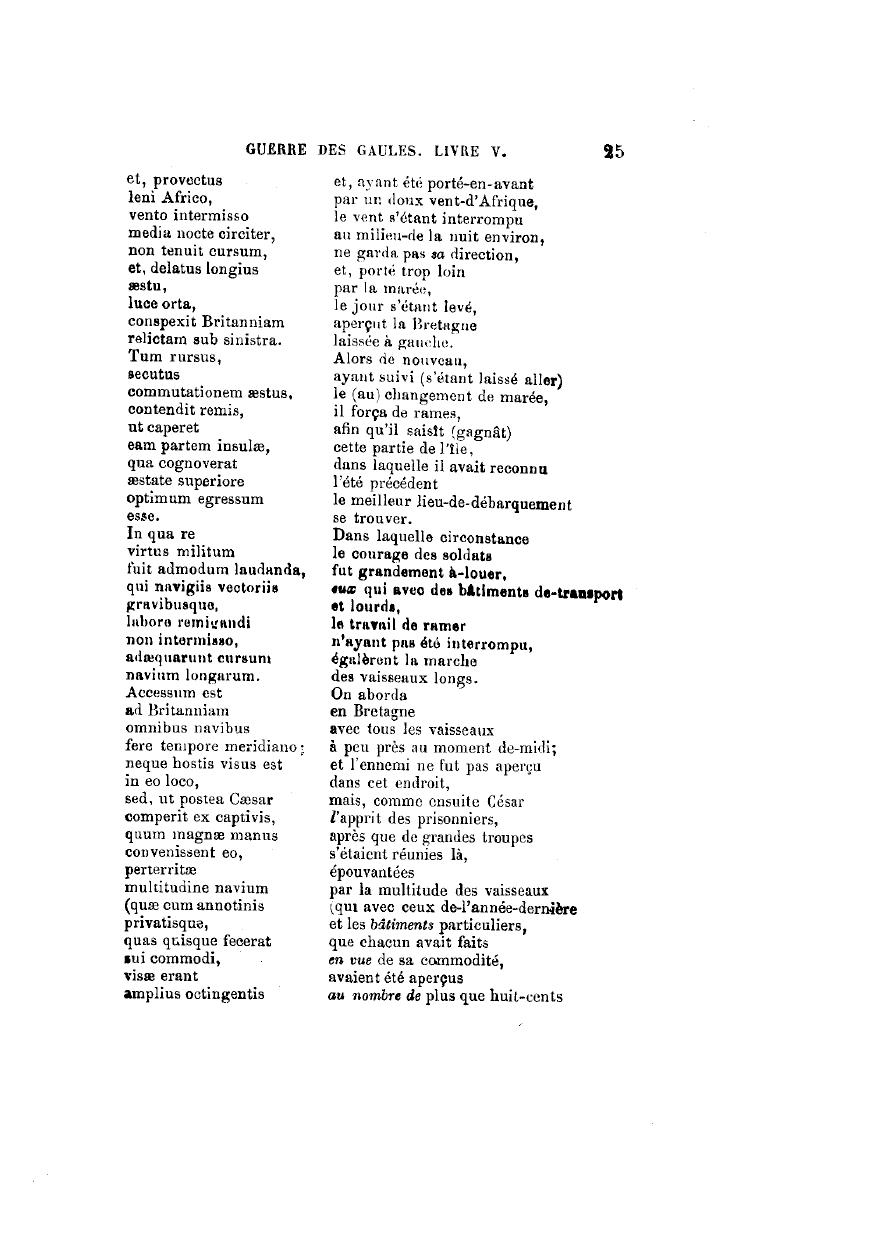 GUERRE DES GAULES. LIVRE V. 25
et, provectus
leni Africo,
vento intermisso
media nocte circiter,
non tenuit cursum,
et, delatus longius
æstu,
luce orta,
conspexit Britanniam
relictam sub sinistra.
Tum rursus,
secutus
commutationem æstus,
contendit remis,
ut caperet
eam partem insulæ,
qua cognoverat
æstate superiore
optimum egressum
esse.
In qua re
virtus militum
fuit admodum laudanda,
qui navigiis vectoriis
gravibusque,
labore remigandi
non intermisso,
adæquarunt cursum
navium longarum.
Accessum est
ad Britanniam
omnibus navibus
fere tempore meridiano;
neque hostis visus est
in eo loco,
sed, ut postea Cæsar
comperit ex captivis,
quum magnæ manus
convenissent eo,
perterritæ
multitudine navium
(quæ cum annotinis
privatisque,
quas quisque fecerat
sui commodi,
visæ erant
amplius octingentis
et, ayant été porté-en-avant
par un doux vent-d'Afrique,
le vent s'étant interrompu
au milieu-de la nuit environ,
ne garda pas sa direction,
et, porté trop loin
par la marée,
le jour s'étant levé,
aperçut la Bretagne
laissée à gauche.
Alors de nouveau,
ayant suivi (s'étant laissé aller)
le (au) changement de marée,
il força de rames,
afin qu'il saisît (gagnât)
cette partie de l'île,
dans laquelle il avait reconnu
l'été précédent
le meilleur lieu-de-débarquement
se trouver.
Dans laquelle circonstance
le courage des soldats
fut grandement à-louer,
eux qui avec des bâtiments de-transport
et lourds,
le travail de ramer
n'ayant pas été interrompu,
égalèrent la marche
des vaisseaux longs.
On aborda
en Bretagne
avec tous les vaisseaux
à peu près au moment de-midi;
et l'ennemi ne fut pas aperçu
dans cet endroit,
mais, comme ensuite César
l'apprit des prisonniers,
après que de grandes troupes
s'étaient réunies là,
épouvantées
par la multitude des vaisseaux
(qui avec ceux de-l'année-dernière
et les bâtiments particuliers,
que chacun avait faits
en vue de sa commodité,
avaient été aperçus
au nombre de plus que huit-cents